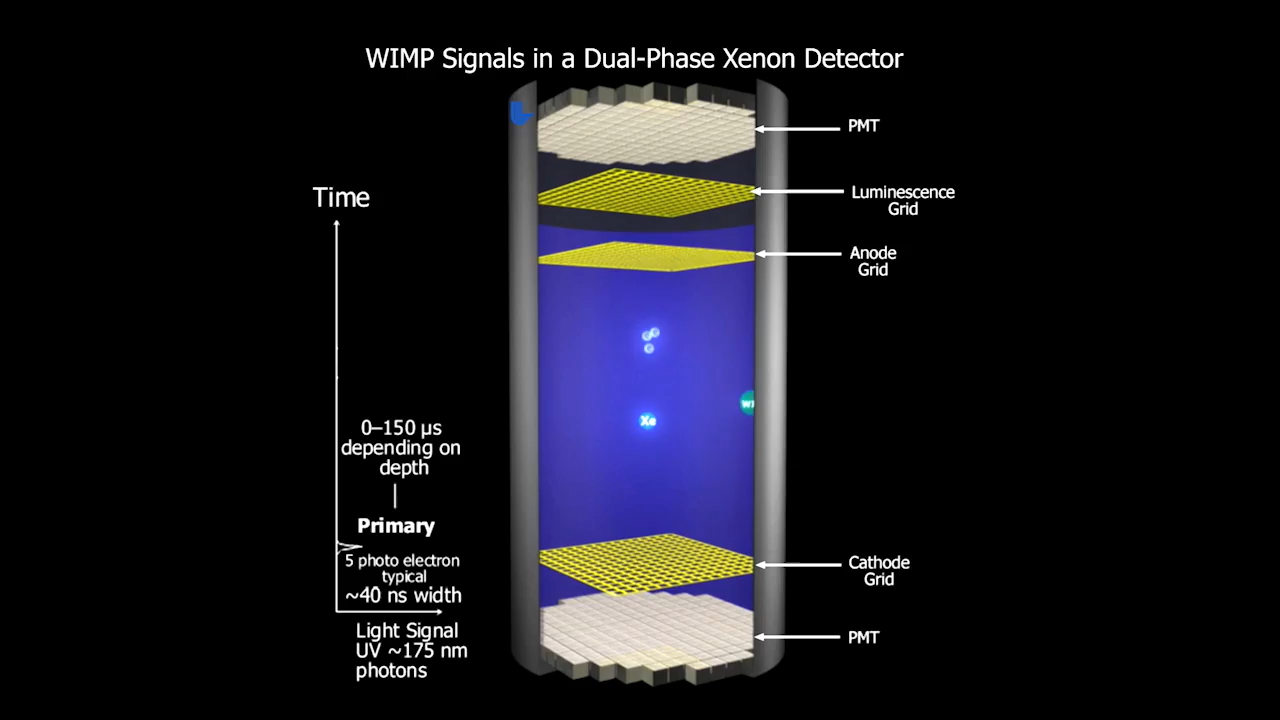 WIMP Signals in a Dual-Phase Xenon Detector
PMT
Time
Luminescence
Grid
Anode
Grid
e
e
e
Xe
0–150 µs
depending on
depth
Primary
5 photo electron
typical
~40 ns width
Cathode
Grid
Light Signal
UV ~175 nm
photons
PMT